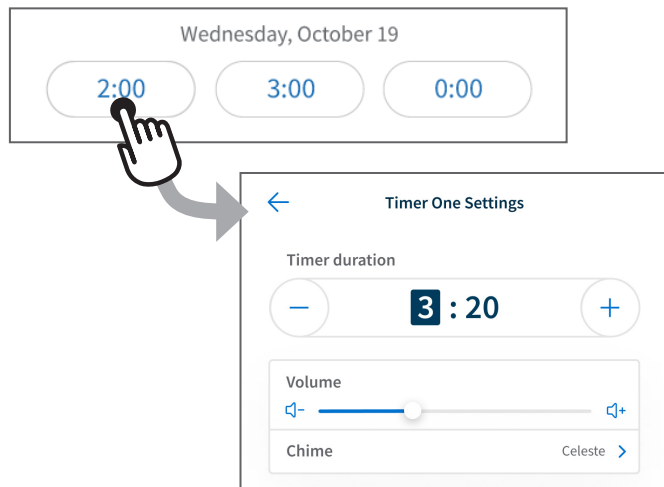 Wednesday, October 19
2:00 3:00 0:00
Timer One Settings
Timer duration
3 : 20
Volume
Chime Celeste